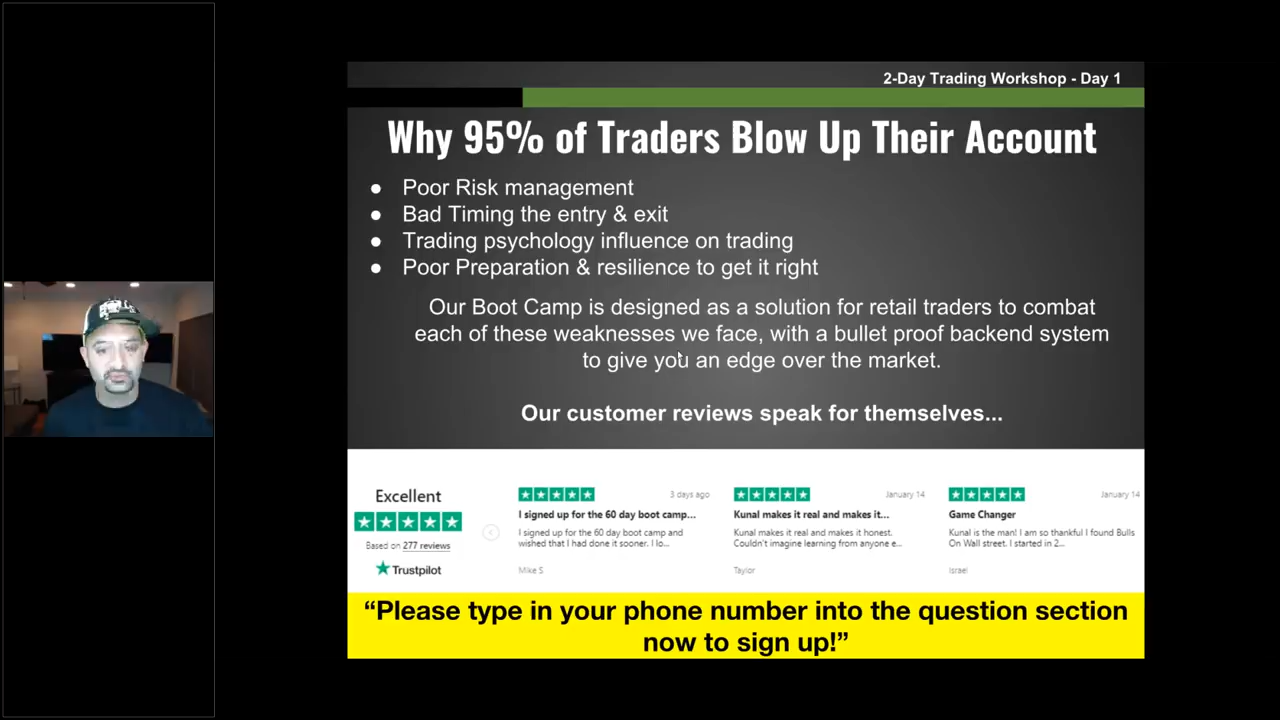 2-Day Trading Workshop - Day 1
Why 95% of Traders Blow Up Their Account
● Poor Risk management
● Bad Timing the entry & exit
● Trading psychology influence on trading
● Poor Preparation & resilience to get it right
Our Boot Camp is designed as a solution for retail traders to combat
each of these weaknesses we face, with a bullet proof backend system
to give you an edge over the market.
Our customer reviews speak for themselves...
Excellent
Based on 277 reviews
Trustpilot
3 days ago
I signed up for the 60 day boot camp...
I signed up for the 60 day boot camp and
wished that I had done it sooner. I lo...
Mike S
January 14
Kunal makes it real and makes it...
Kunal makes it real and makes it honest.
Couldn't imagine learning from anyone e...
Taylor
January 14
Game Changer
Kunal is the man! I am so thankful I found Bulls
On Wall street. I started in 2...
Israel
“Please type in your phone number into the question section
now to sign up!”